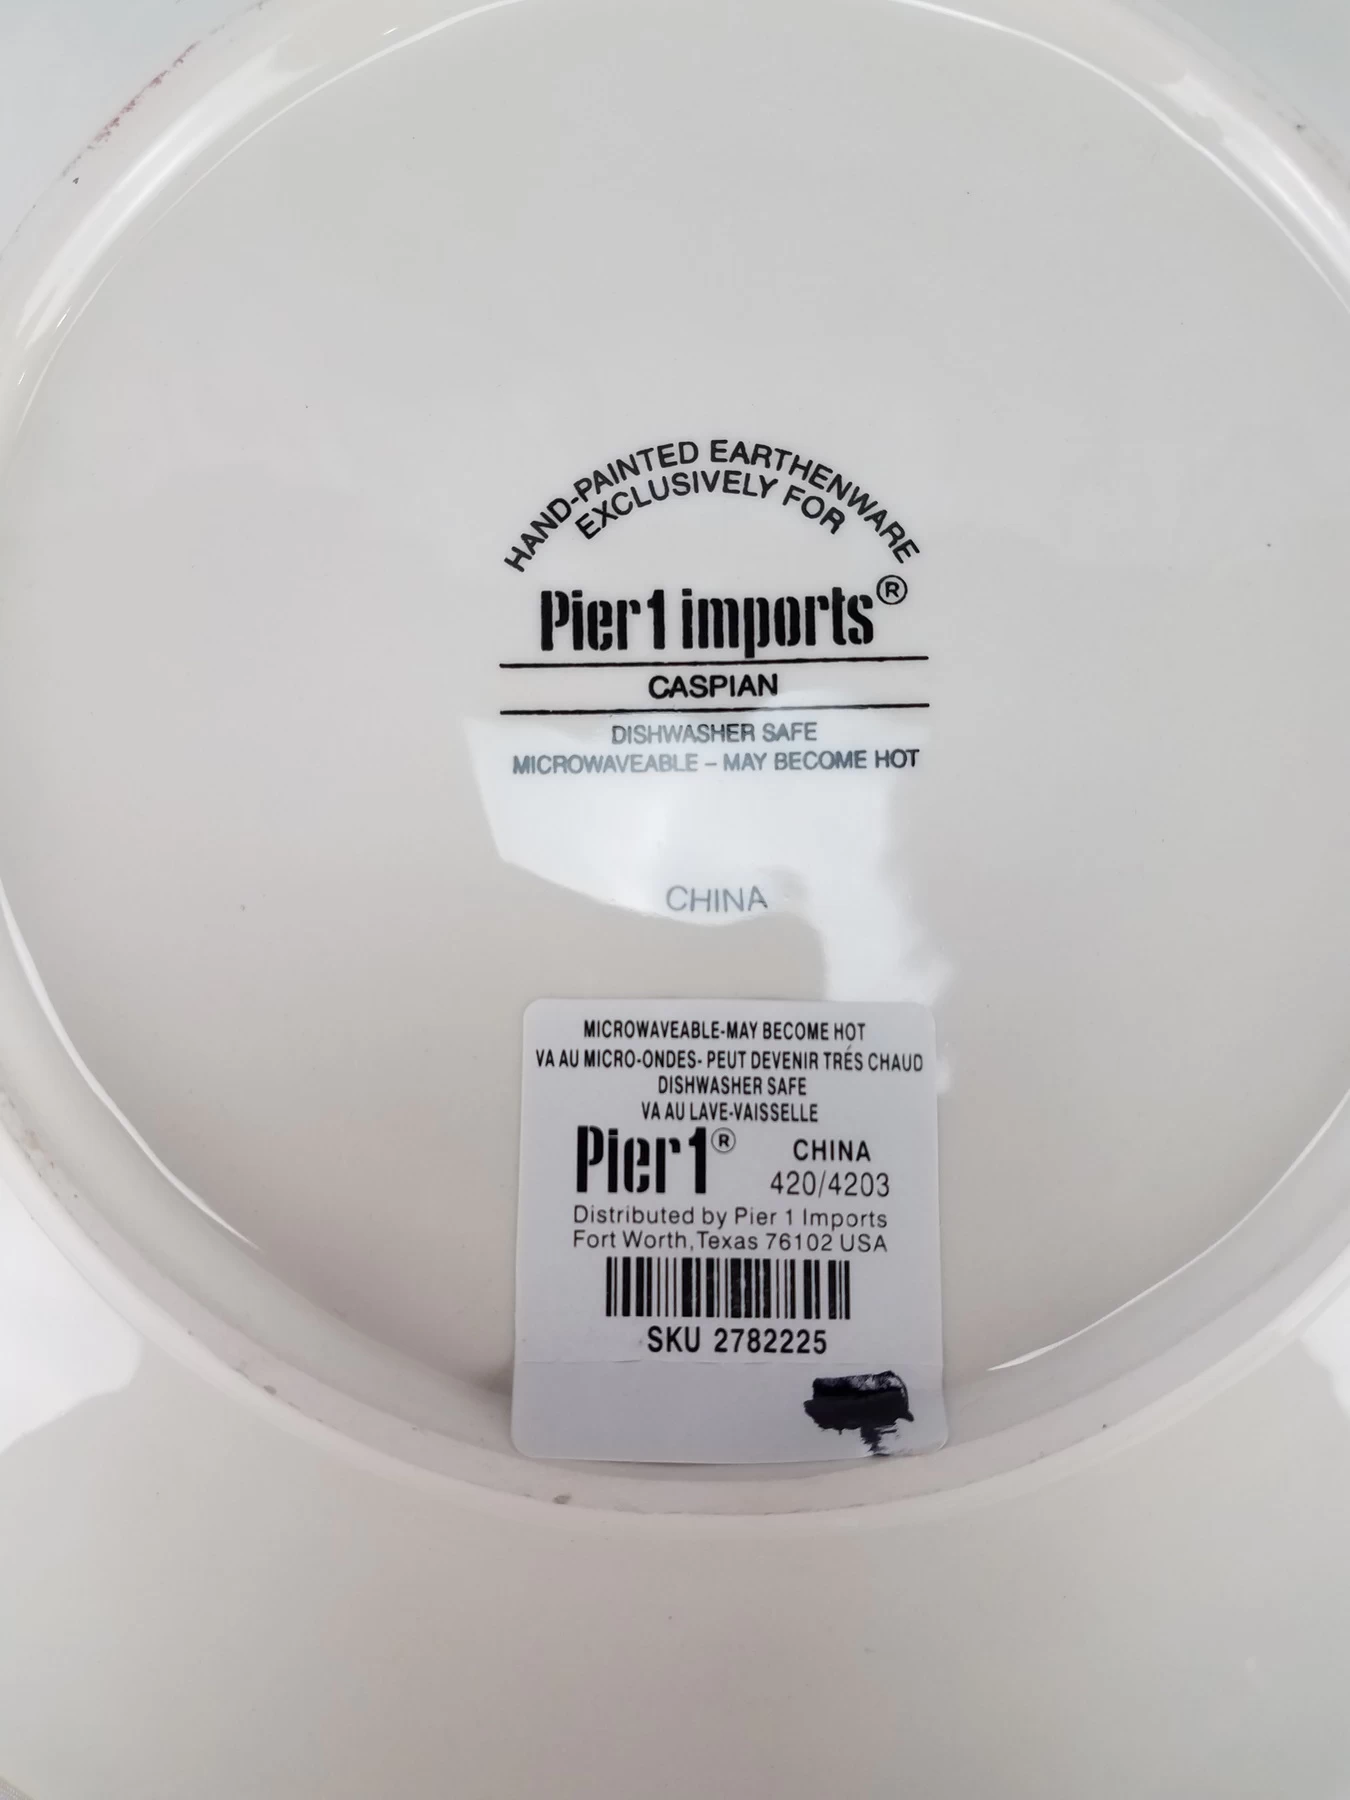 HAND-PAINTED EARTHENWARE
EXCLUSIVELY FOR
Pier 1 imports®
CASPIAN
DISHWASHER SAFE
MICROWAVEABLE – MAY BECOME HOT
CHINA
MICROWAVEABLE-MAY BECOME HOT
VA AU MICRO-ONDES- PEUT DEVENIR TRÉS CHAUD
DISHWASHER SAFE
VA AU LAVE-VAISSELLE
Pier 1® CHINA
420/4203
Distributed by Pier 1 Imports
Fort Worth, Texas 76102 USA
SKU 2782225